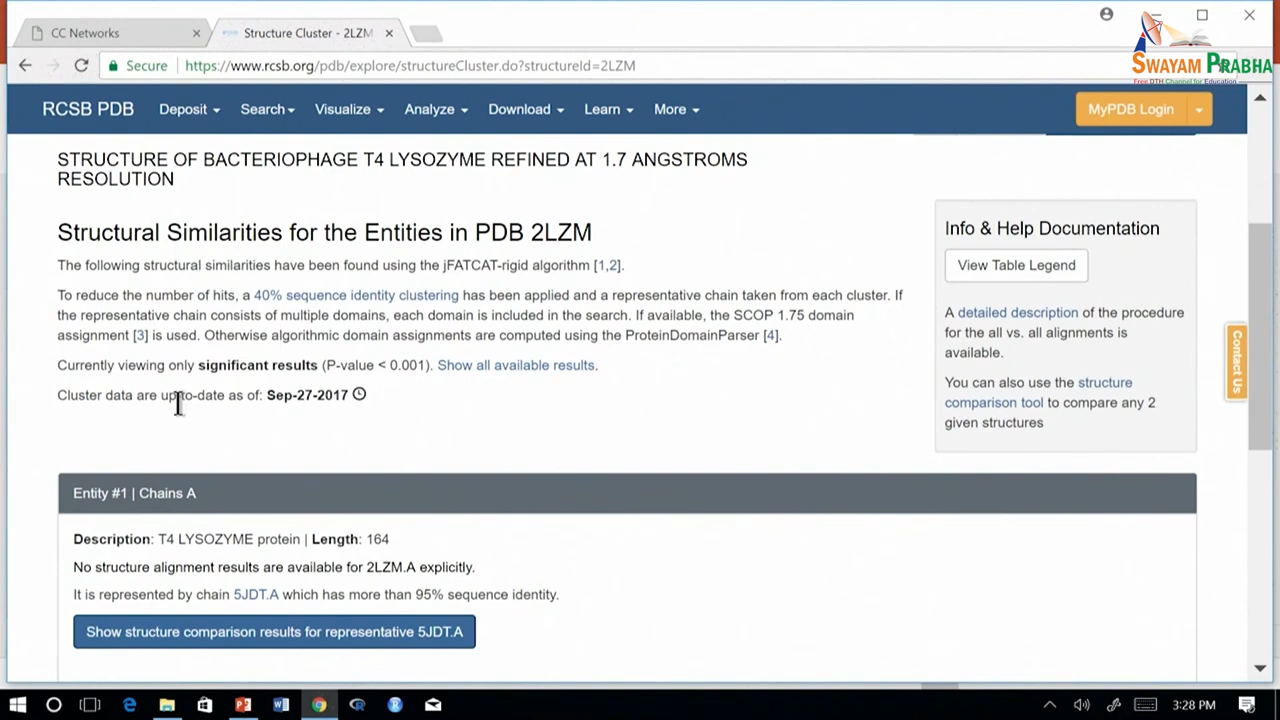 CC Networks
Structure Cluster - 2LZM
SWAYAM PRABHA
Free DTH Channel for Education
Secure https://www.rcsb.org/pdb/explore/structureCluster.do?structureId=2LZM
RCSB PDB Deposit Search Visualize Analyze Download Learn More MyPDB Login
STRUCTURE OF BACTERIOPHAGE T4 LYSOZYME REFINED AT 1.7 ANGSTROMS
RESOLUTION
Structural Similarities for the Entities in PDB 2LZM
The following structural similarities have been found using the jFATCAT-rigid algorithm [1,2].
To reduce the number of hits, a 40% sequence identity clustering has been applied and a representative chain taken from each cluster. If
the representative chain consists of multiple domains, each domain is included in the search. If available, the SCOP 1.75 domain
assignment [3] is used. Otherwise algorithmic domain assignments are computed using the ProteinDomainParser [4].
Currently viewing only significant results (P-value < 0.001). Show all available results.
Cluster data are up-to-date as of: Sep-27-2017
Info & Help Documentation
View Table Legend
A detailed description of the procedure
for the all vs. all alignments is
available.
You can also use the structure
comparison tool to compare any 2
given structures
Contact Us
Entity #1 | Chains A
Description: T4 LYSOZYME protein | Length: 164
No structure alignment results are available for 2LZM.A explicitly.
It is represented by chain 5JDT.A which has more than 95% sequence identity.
Show structure comparison results for representative 5JDT.A
3:28 PM